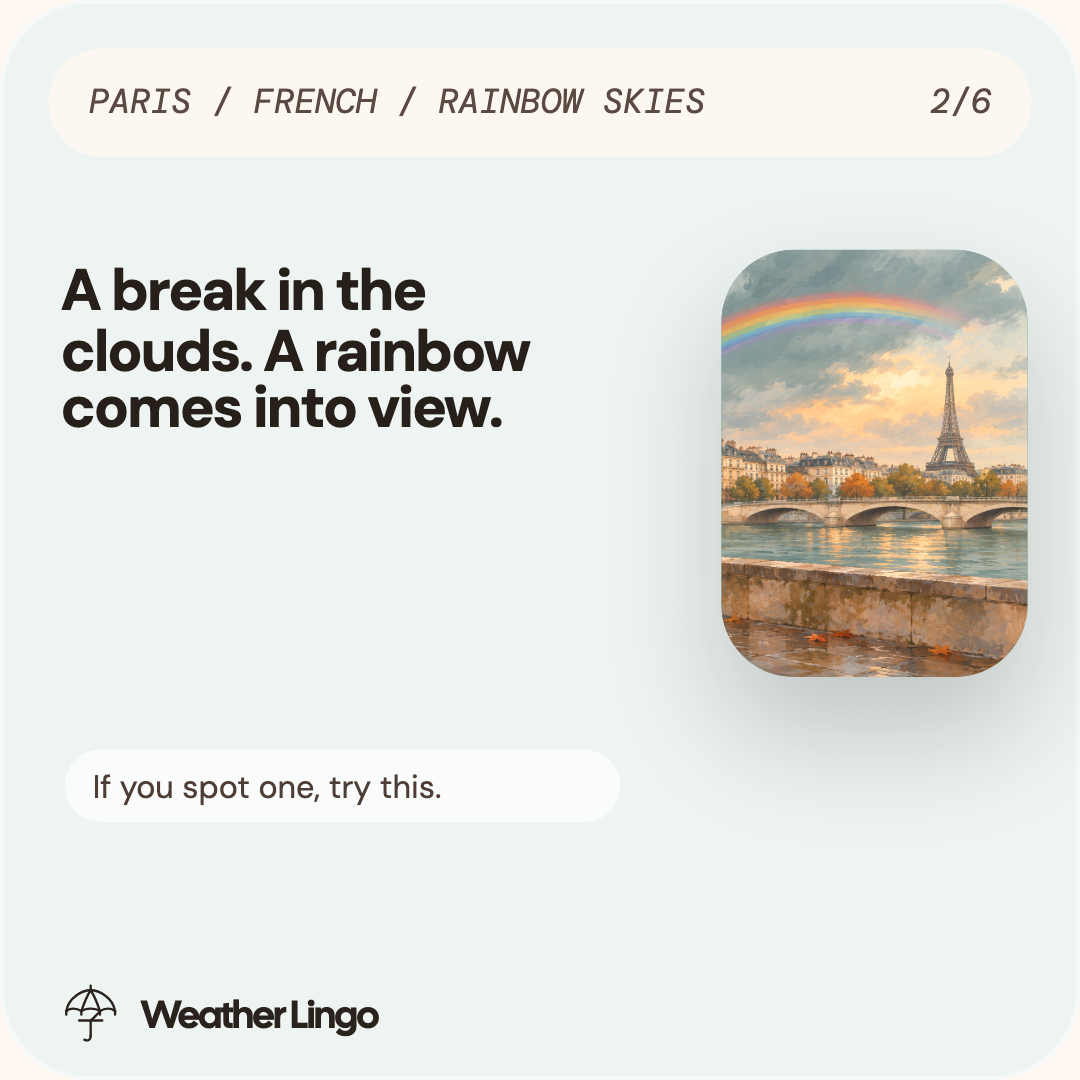 PARIS / FRENCH / RAINBOW SKIES 2/6
A break in the
clouds. A rainbow
comes into view.
If you spot one, try this.
Weather Lingo